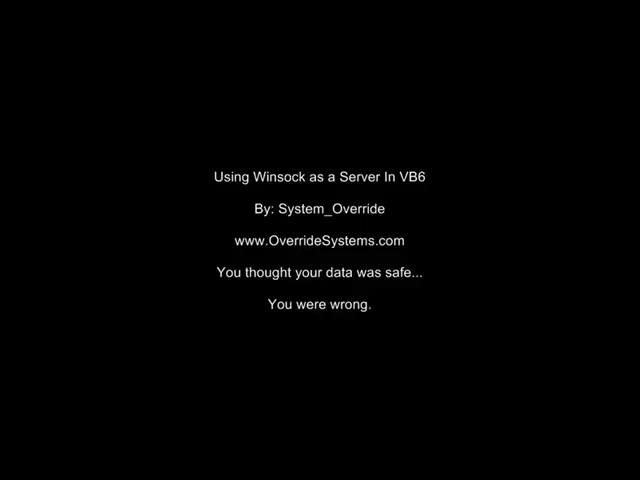 Using Winsock as a Server In VB6
By: System_Override
www.OverrideSystems.com
You thought your data was safe...
You were wrong.